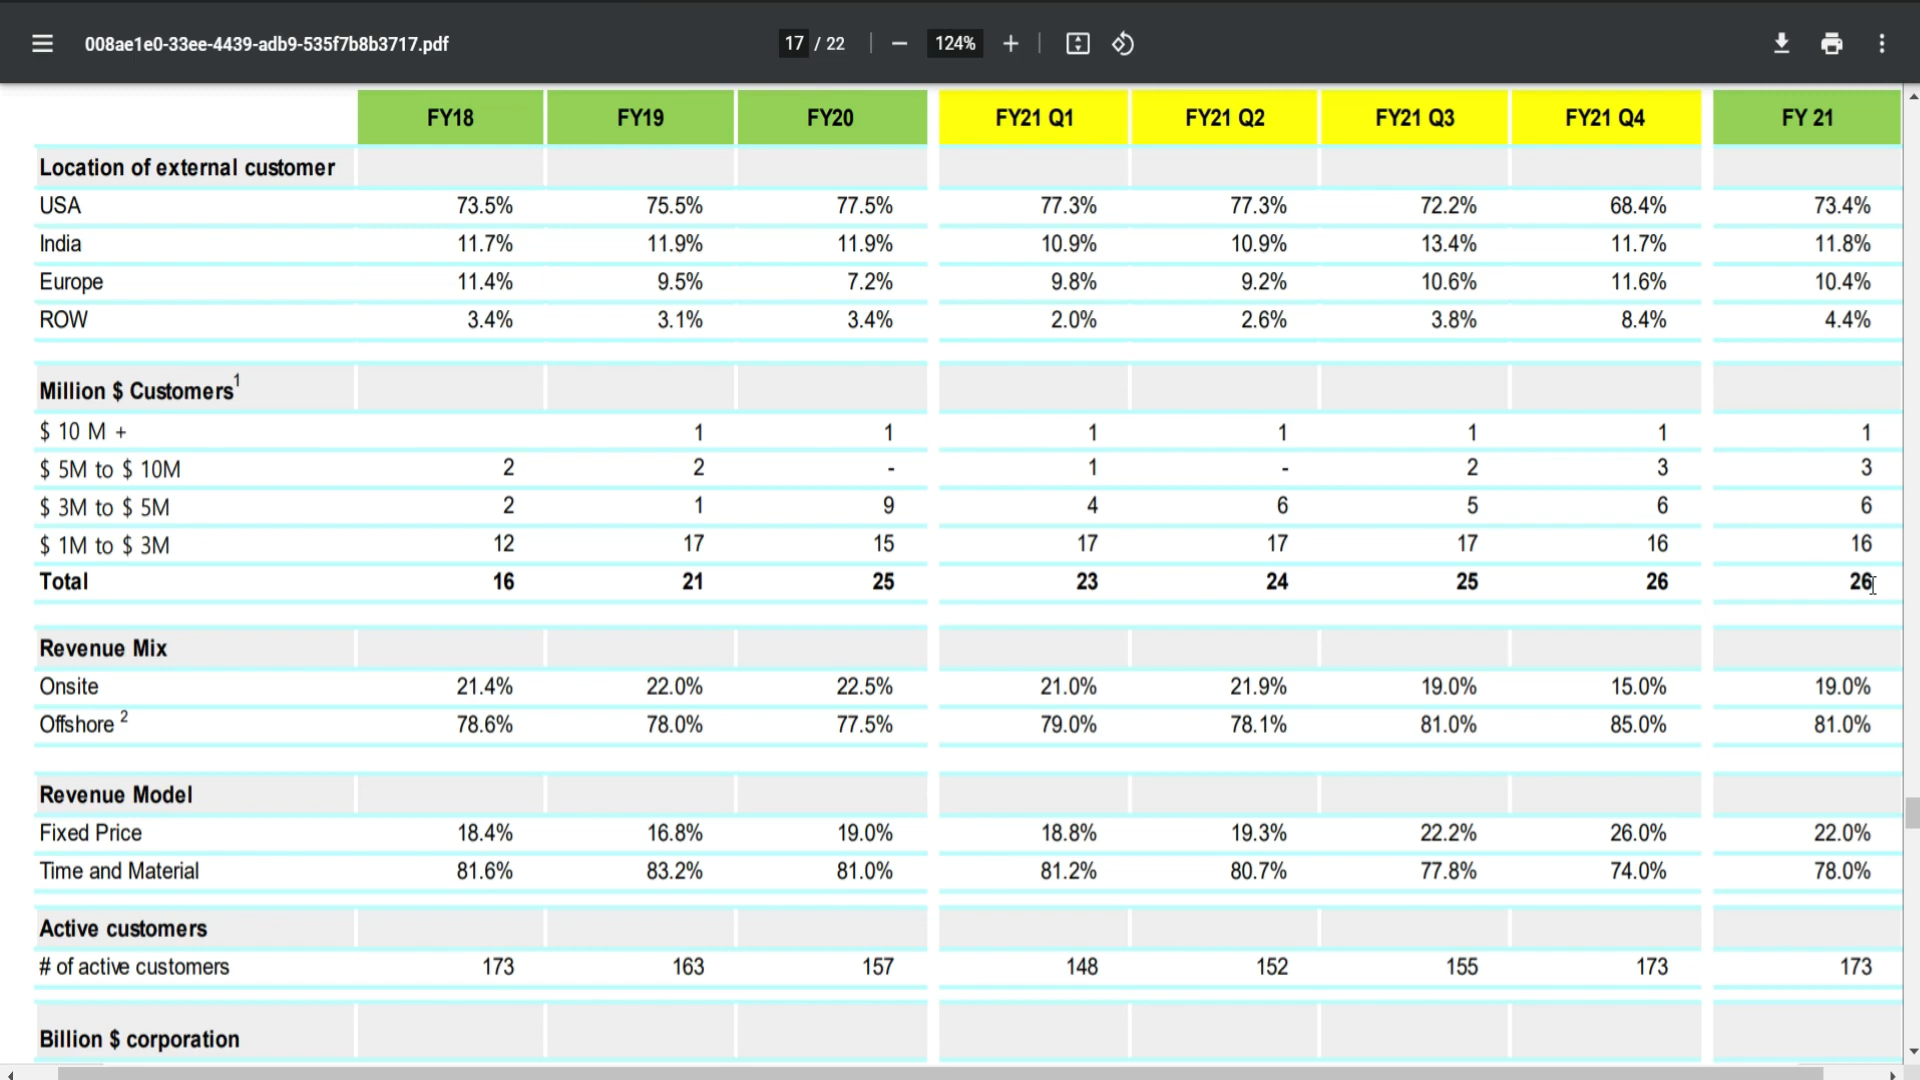 008ae1e0-33ee-4439-adb9-535f7b8b3717.pdf 17 / 22 124%
FY18 FY19 FY20 FY21 Q1 FY21 Q2 FY21 Q3 FY21 Q4 FY 21
Location of external customer
USA 73.5% 75.5% 77.5% 77.3% 77.3% 72.2% 68.4% 73.4%
India 11.7% 11.9% 11.9% 10.9% 10.9% 13.4% 11.7% 11.8%
Europe 11.4% 9.5% 7.2% 9.8% 9.2% 10.6% 11.6% 10.4%
ROW 3.4% 3.1% 3.4% 2.0% 2.6% 3.8% 8.4% 4.4%
Million $ Customers1
$ 10 M + 1 1 1 1 1 1 1
$ 5M to $ 10M 2 2 - 1 - 2 3 3
$ 3M to $ 5M 2 1 9 4 6 5 6 6
$ 1M to $ 3M 12 17 15 17 17 17 16 16
Total 16 21 25 23 24 25 26 26
Revenue Mix
Onsite 21.4% 22.0% 22.5% 21.0% 21.9% 19.0% 15.0% 19.0%
Offshore 2 78.6% 78.0% 77.5% 79.0% 78.1% 81.0% 85.0% 81.0%
Revenue Model
Fixed Price 18.4% 16.8% 19.0% 18.8% 19.3% 22.2% 26.0% 22.0%
Time and Material 81.6% 83.2% 81.0% 81.2% 80.7% 77.8% 74.0% 78.0%
Active customers
# of active customers 173 163 157 148 152 155 173 173
Billion $ corporation